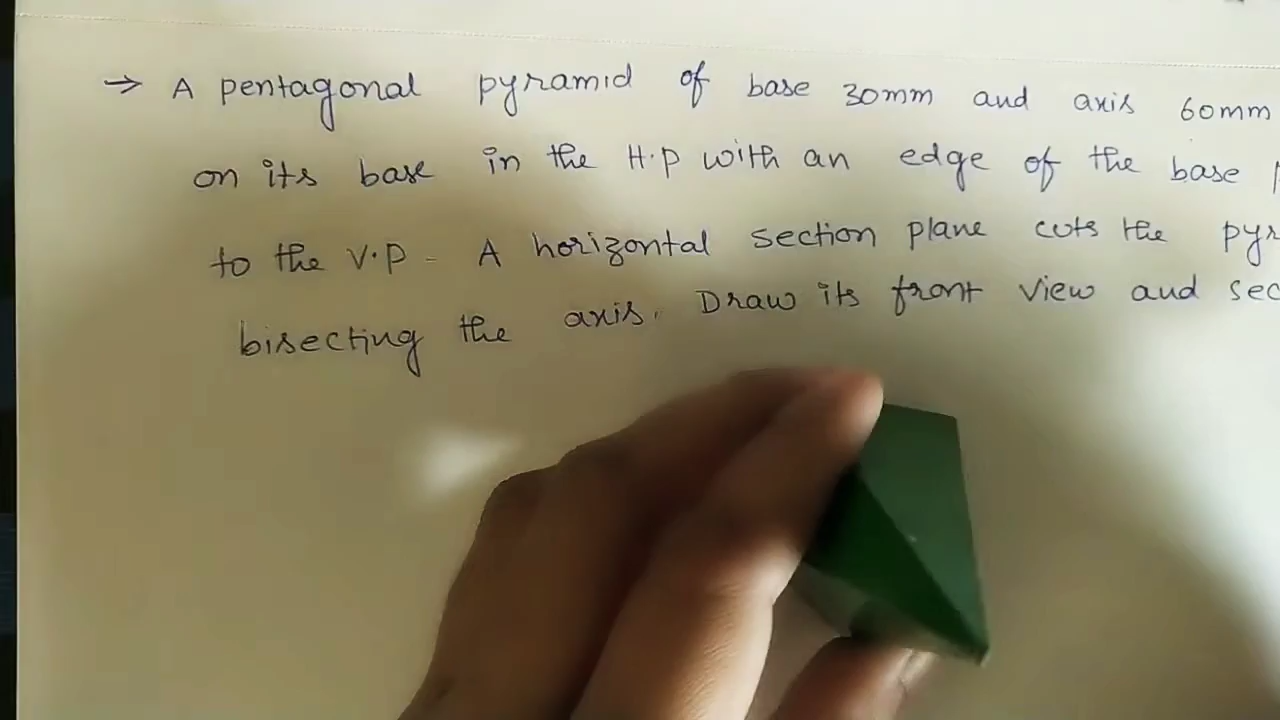 → A pentagonal pyramid of base 30mm and axis 60mm
on its base in the H.P with an edge of the base
to the V.P. A horizontal section plane cuts the
bisecting the axis. Draw its front view and